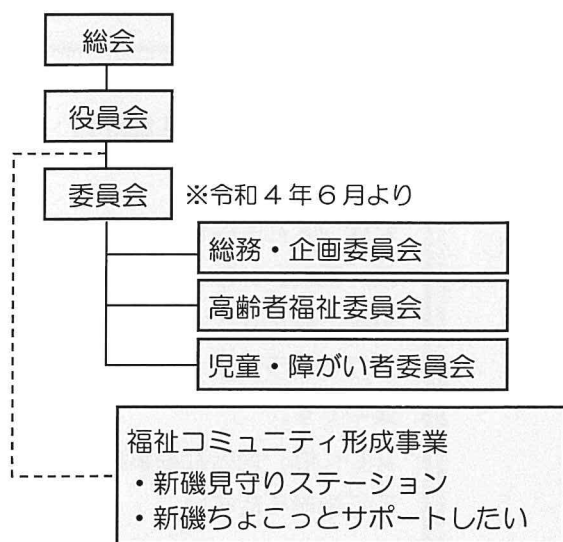 総会
役員会
委員会 ※令和４年６月より
総務・企画委員会
高齢者福祉委員会
児童・障がい者委員会
福祉コミュニティ形成事業
・新磯見守りステーション
・新磯ちょこっとサポートしたい